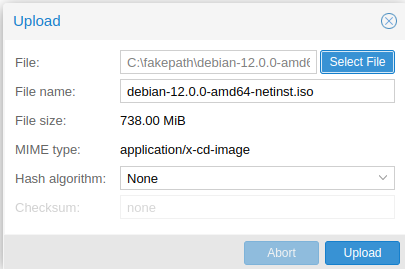 Upload
File: C:\fakepath\debian-12.0.0-amd6 Select File
File name: debian-12.0.0-amd64-netinst.iso
File size: 738.00 MiB
MIME type: application/x-cd-image
Hash algorithm: None
Checksum: none
Abort Upload